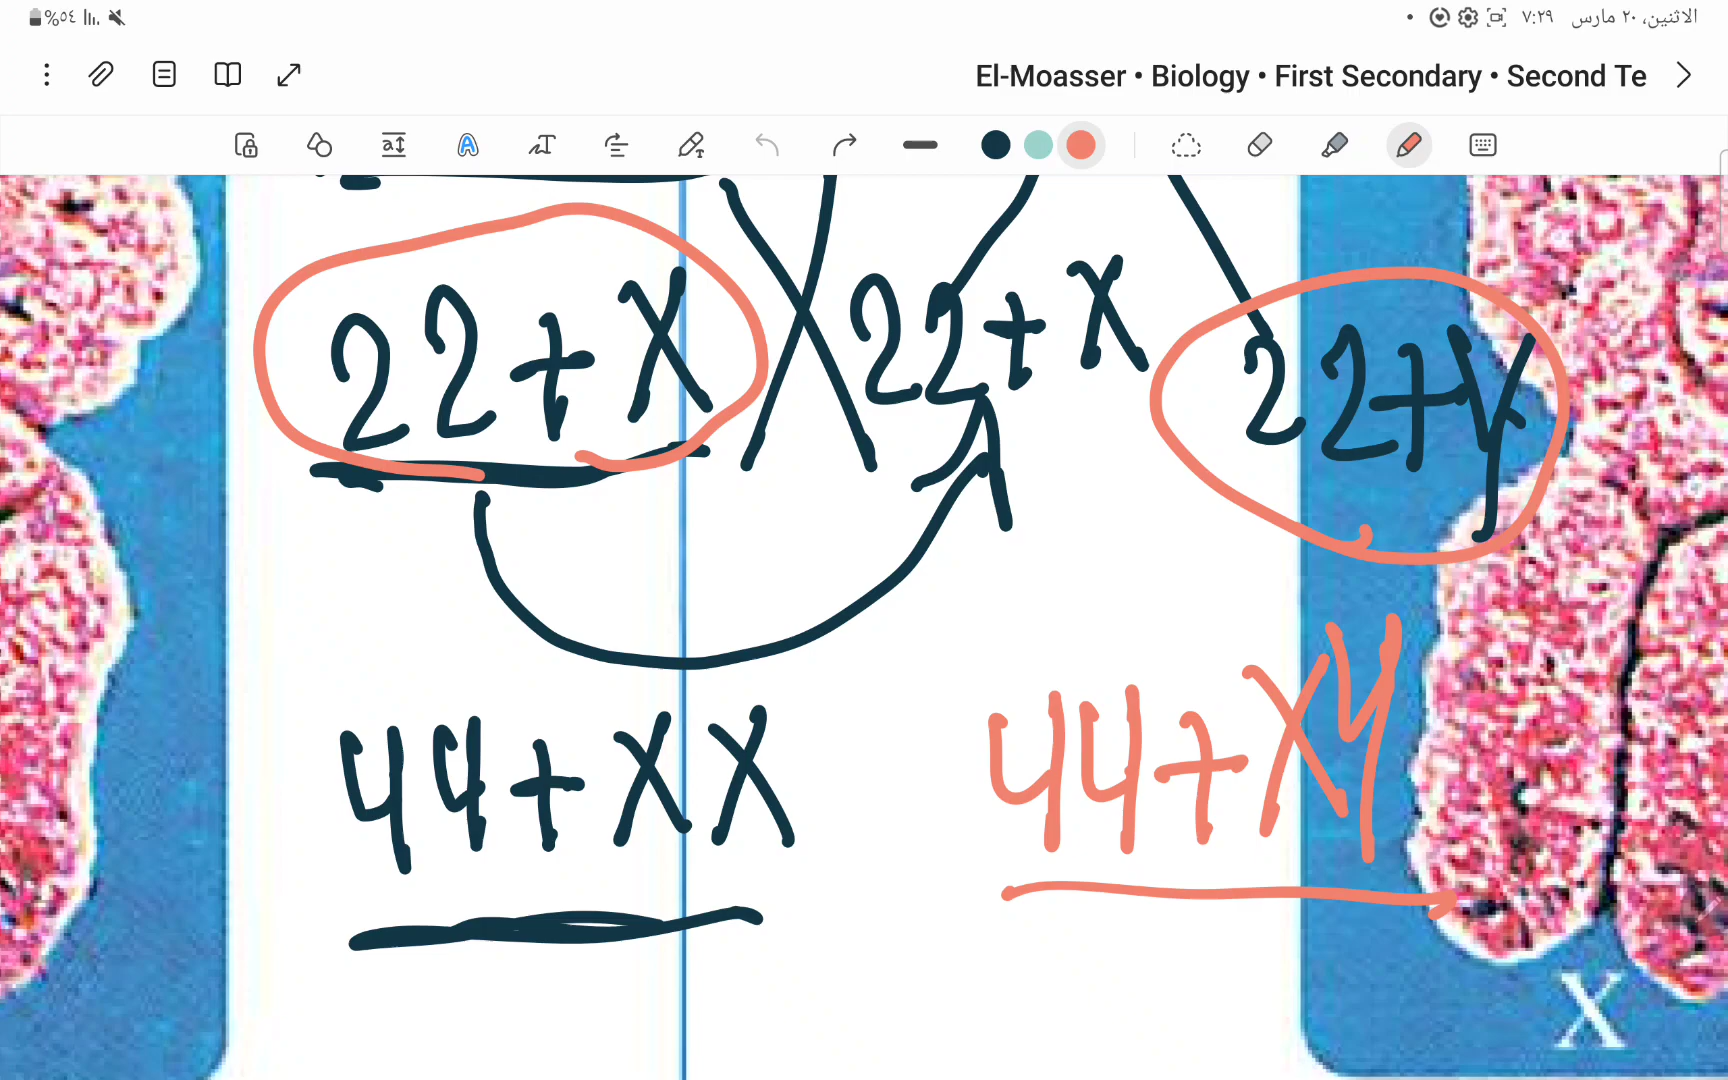 %٥٤ ٧:٢٩ الاثنين، ٢٠ مارس
El-Moasser • Biology • First Secondary • Second Te
22+X X 22+X 22+Y
44+XX 44+XY
X